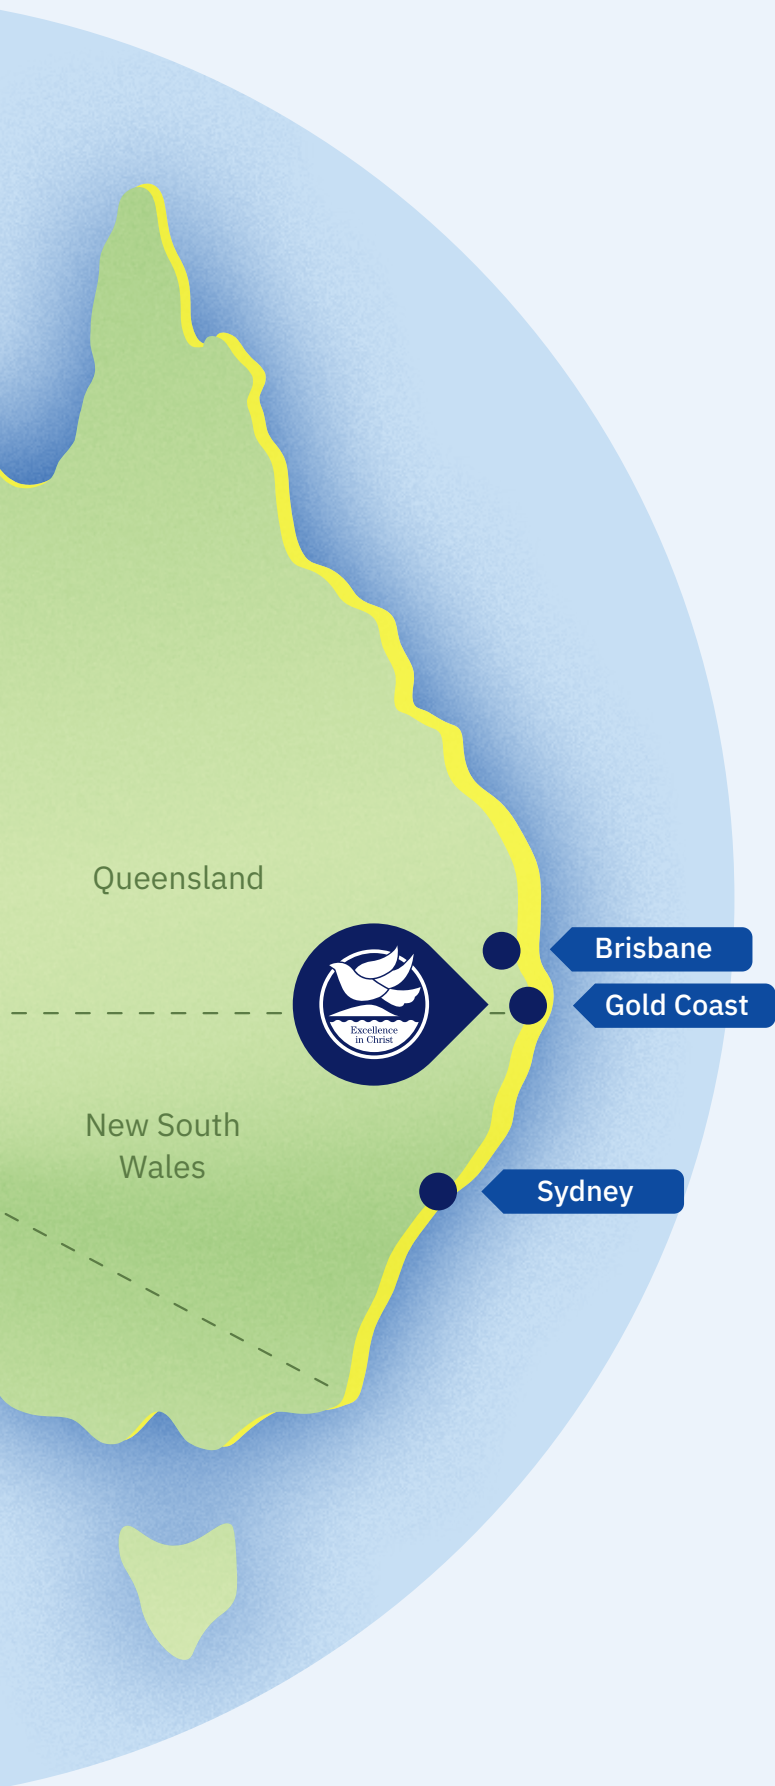 Queensland
Brisbane
Gold Coast
Excellence
in Christ
New South
Wales
Sydney